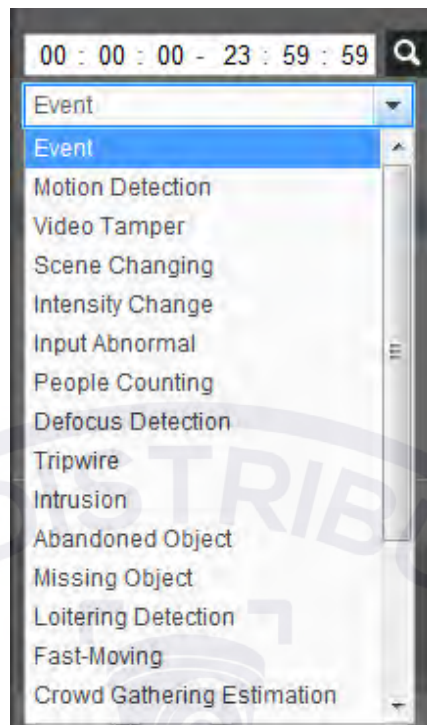 00 : 00 : 00 - 23 : 59 : 59
Event
Event
Motion Detection
Video Tamper
Scene Changing
Intensity Change
Input Abnormal
People Counting
Defocus Detection
Tripwire
Intrusion
Abandoned Object
Missing Object
Loitering Detection
Fast-Moving
Crowd Gathering Estimation